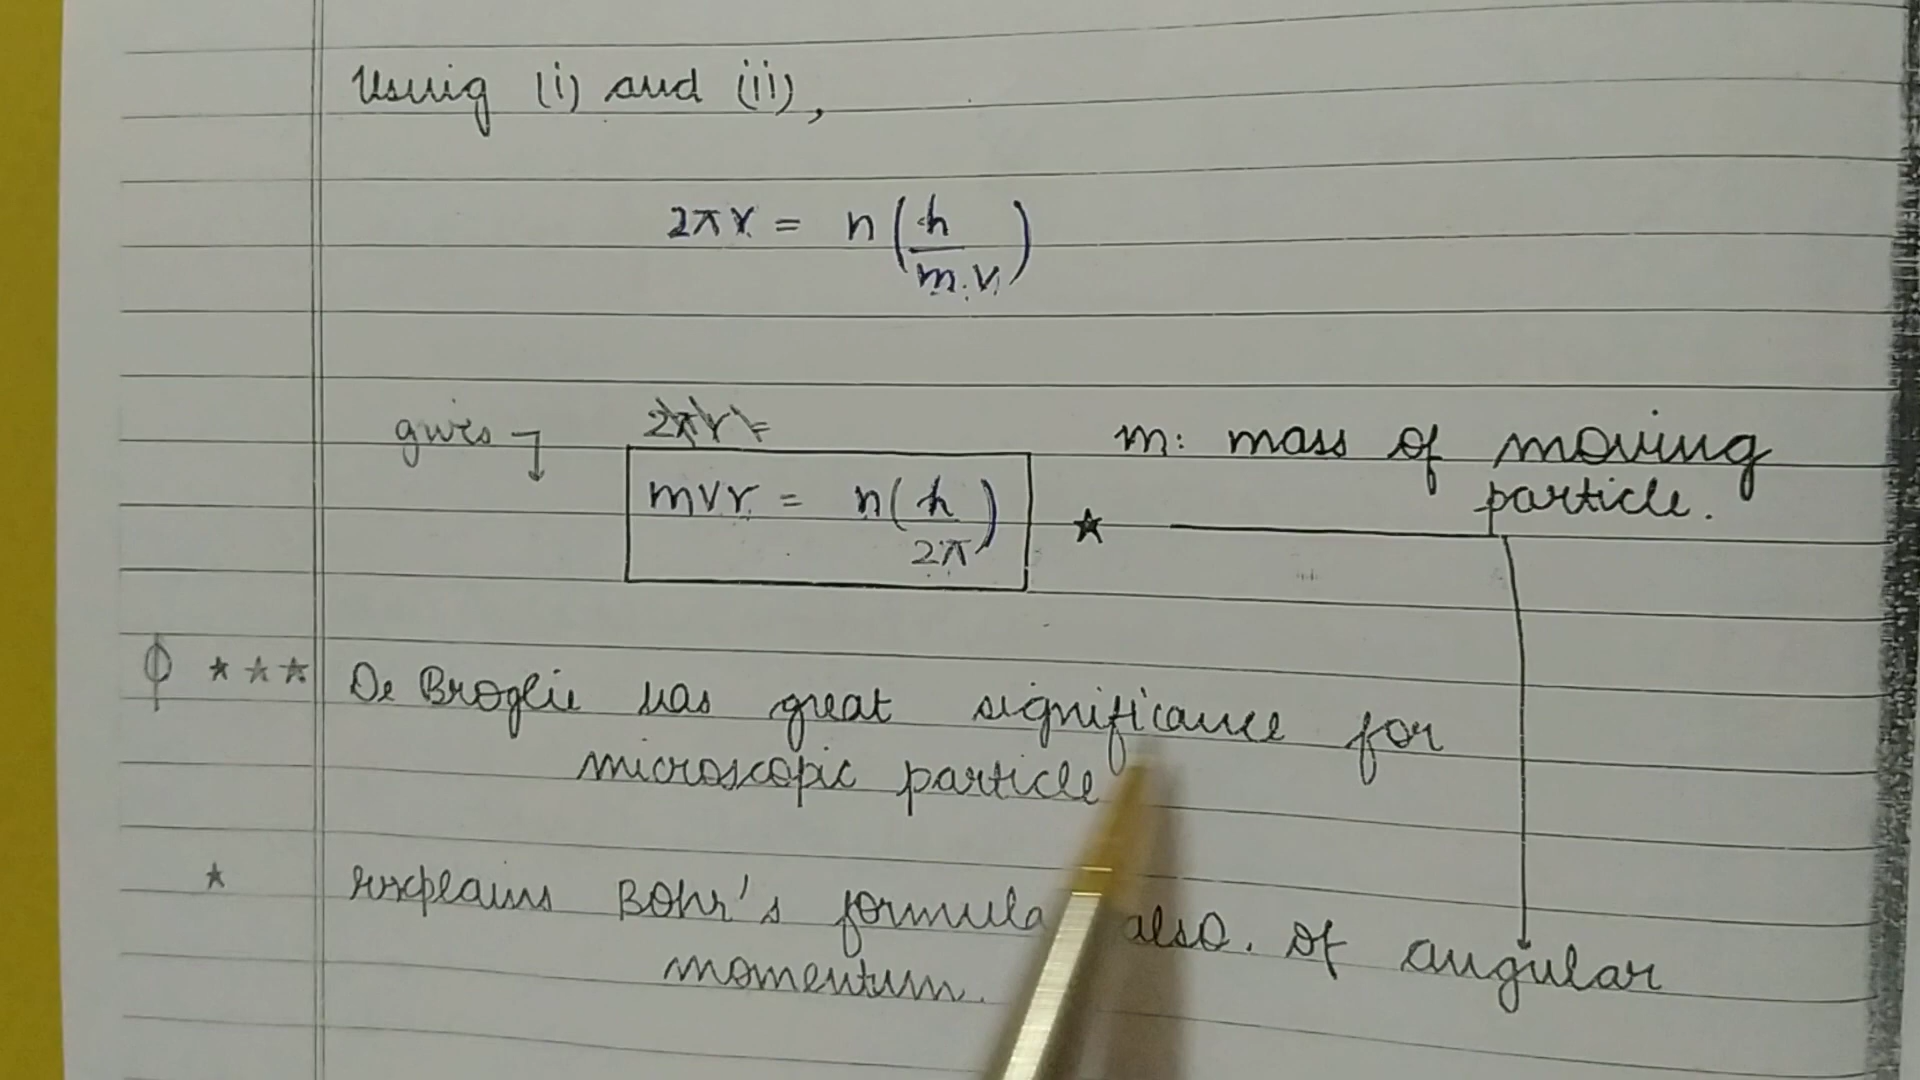 Using (i) and (ii),
2πr = n(h/m.v)
gives 2πr =
m: mass of moving
particle.
mvr = n(h/2π) ★
★★★ De Broglie has great significance for
microscopic particle
★ explains Bohr's formula also. of angular
momentum.